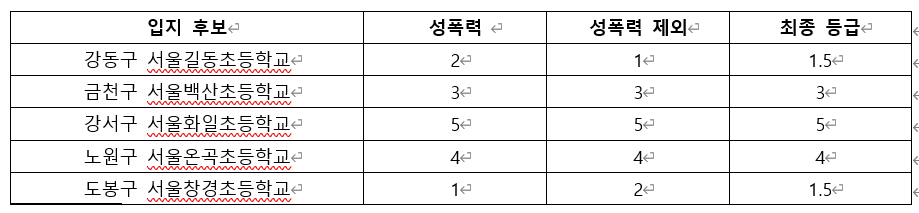 입지 후보 성폭력 성폭력 제외 최종 등급
강동구 서울길동초등학교 2 1 1.5
금천구 서울백산초등학교 3 3 3
강서구 서울화일초등학교 5 5 5
노원구 서울온곡초등학교 4 4 4
도봉구 서울창경초등학교 1 2 1.5